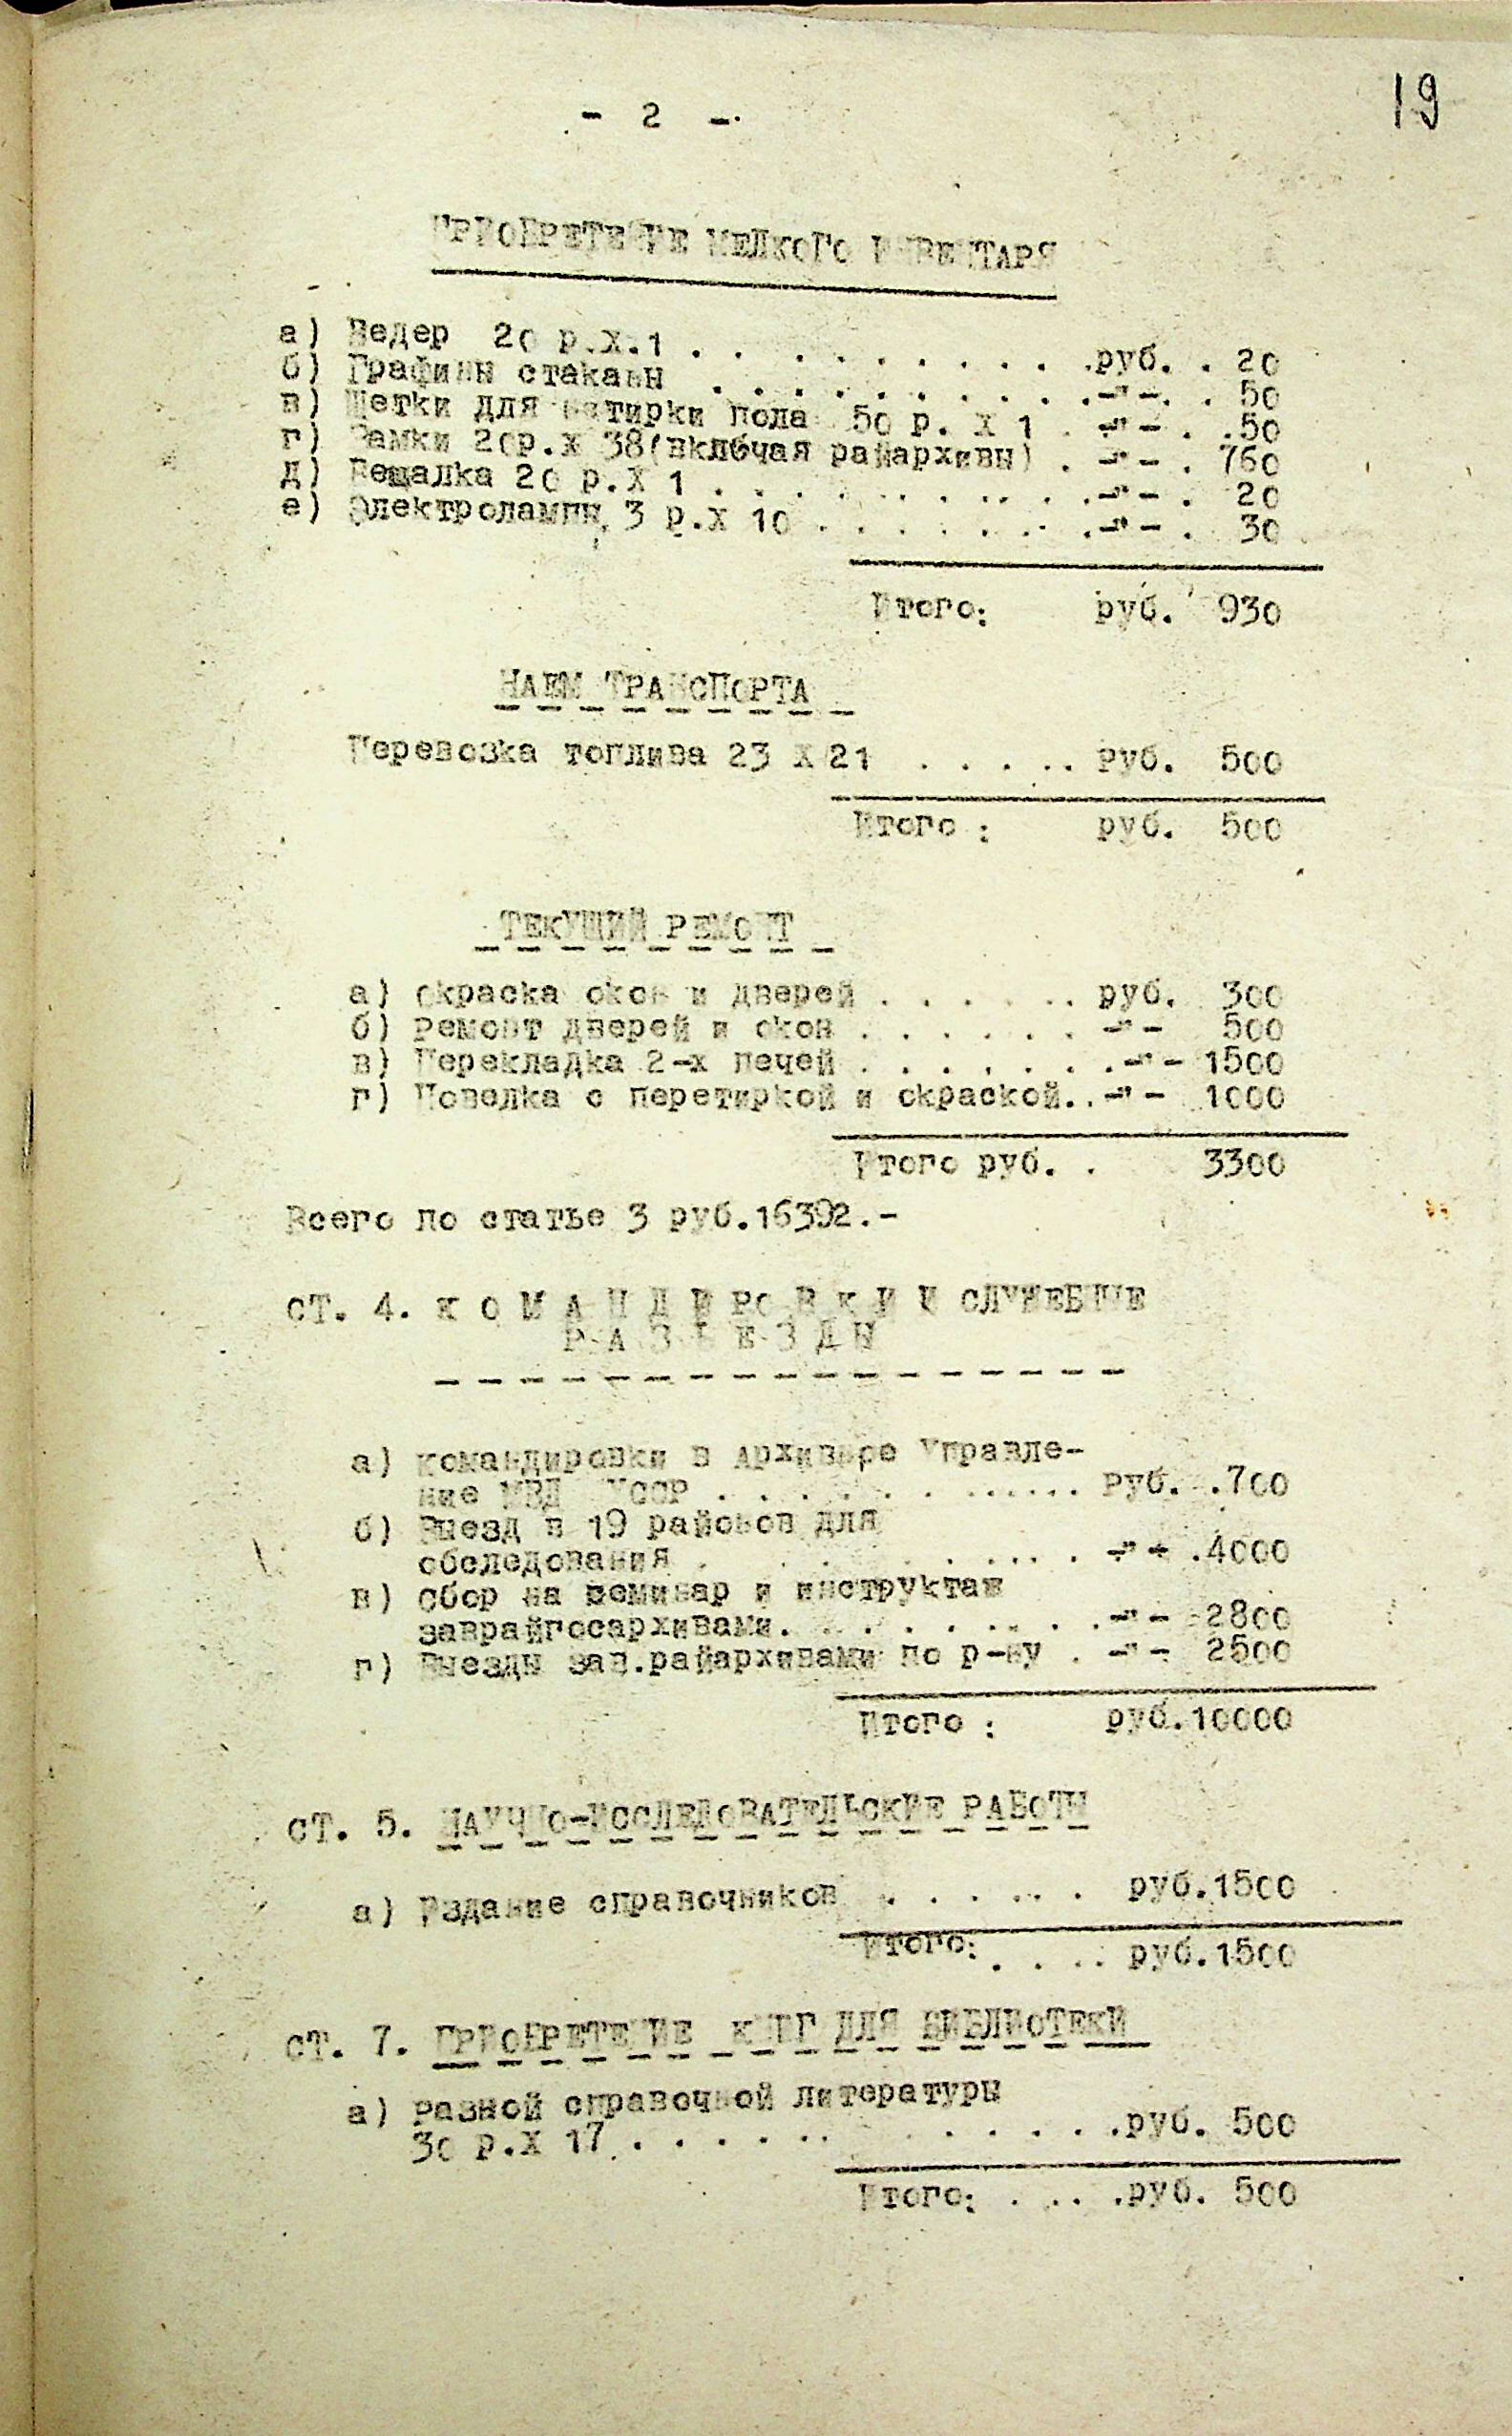 19
- 2 -
ПРИОБРЕТЕНИЕ МЕЛКОГО ИНВЕНТАРЯ
а) Ведер 20 р.х.1 . . . . . . . . . . .руб. . 20
б) Графины стаканы . . . . . . . . . . .-"-. . 50
в) Щетки для натирки пола 50 р. Х 1 . -"- . .50
г) Замки 20р.х 38(включая райархивы) . -"- . 760
д) Вещалка 20 р.Х 1 . . . . . . . . . . .-"- . 20
е) Электролампы 3 р.Х 10 . . . . . . . .-"- . 30
Итого: руб. 930
НАЕМ ТРАНСПОРТА
Перевозка топлива 23 Х 21 . . . . . Руб. 500
Итого : руб. 500
ТЕКУЩИЙ РЕМОНТ
а) окраска окон и дверей . . . . . . руб. 300
б) Ремонт дверей и окон . . . . . . -"- 500
в) Перекладка 2-х печей . . . . . . .-"- 1500
г) Повелка с перетиркой и окраской..-"- 1000
Итого руб. . 3300
Всего по статье 3 руб.16392.-
СТ. 4. К О М А Н Д И РО В К И И СЛУЖЕБНЫЕ
Р А З Ъ Е З Д Ы
а) Командировки в Архивное Управле-
ние МВД УССР . . . . . . ...... Руб. .700
б) Выезд в 19 районов для
обследования . . . . . . .... . -"- .4000
в) Сбор на семинар и инструктаж
заврайгосархивами. . . . . . . . .-"- 2800
г) Выезды зав.райархивами по р-ну . -"- 2500
Итого : руб.10000
СТ. 5. НАУЧНО-ИССЛЕДОВАТЕЛЬСКИЕ РАБОТЫ
а) Издание справочников . . . . . . руб.1500
Итого: . . .. руб.1500
СТ. 7. ПРИОБРЕТЕНИЕ КНИГ ДЛЯ БИБЛИОТЕКИ
а) Разной справочной литературы
30 р.Х 17 . . . . . .. . . . . .руб. 500
Итого: . .. .руб. 500